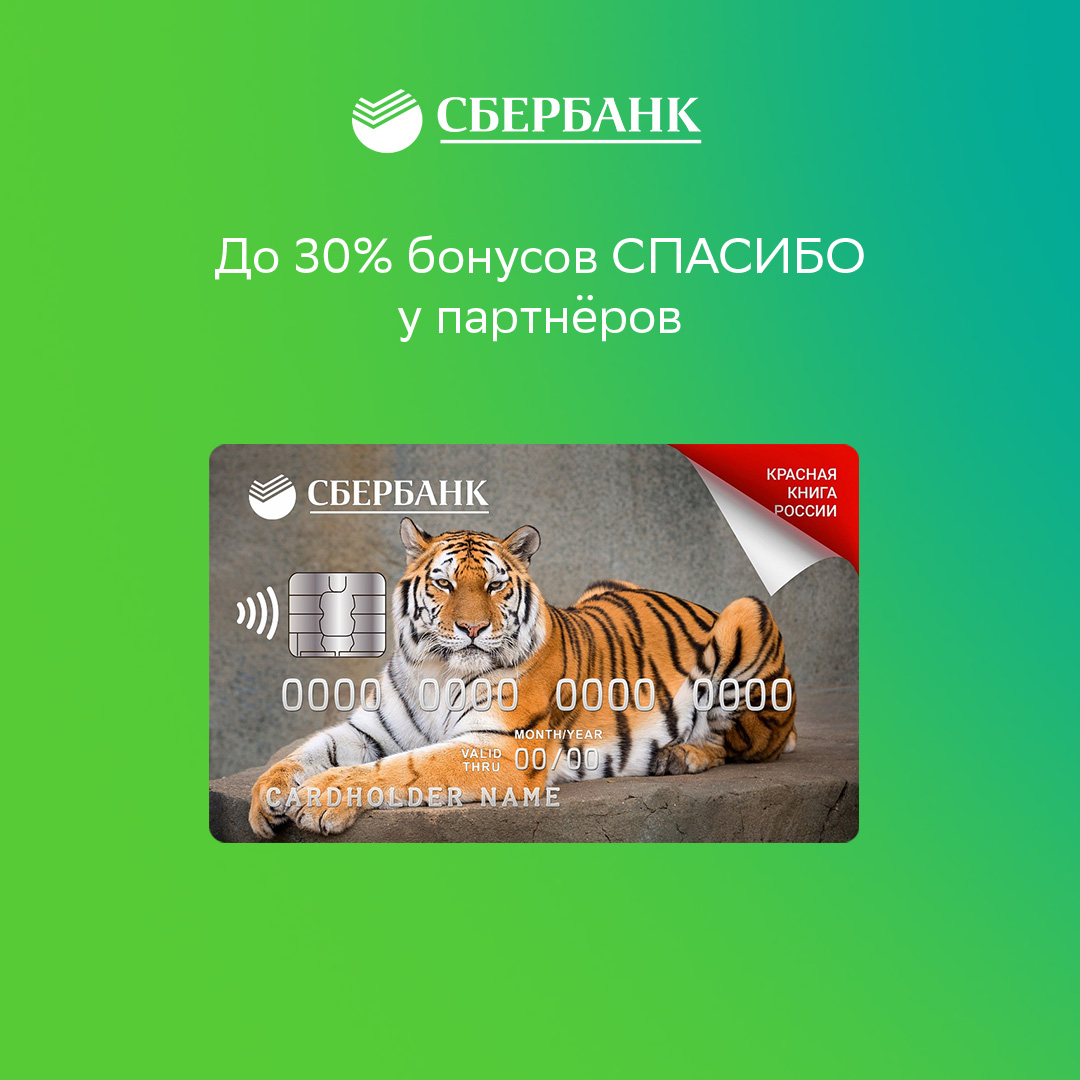 СБЕРБАНК
До 30% бонусов СПАСИБО
у партнёров
СБЕРБАНК
КРАСНАЯ
КНИГА
РОССИИ
0000 0000 0000 0000
MONTH/YEAR
VALID
THRU 00/00
CARDHOLDER NAME